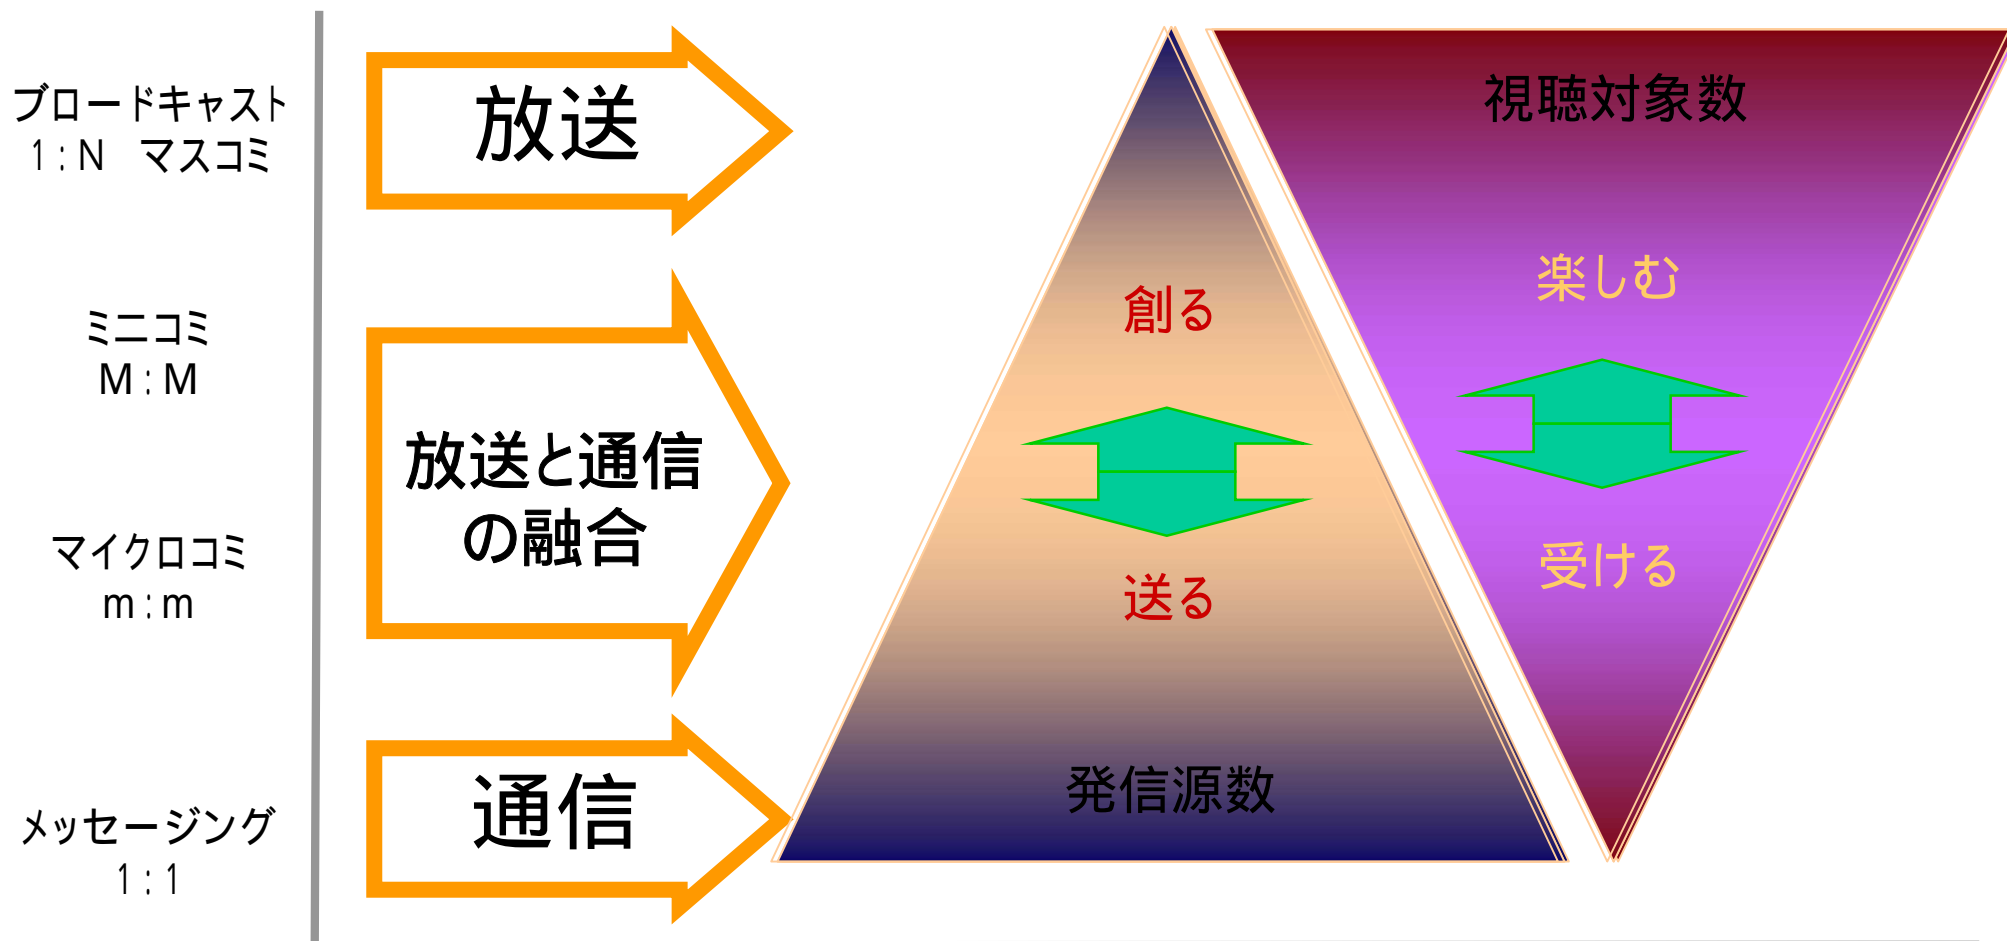 ブロードキャスト
1:N　マスコミ
ミニコミ
M:M
マイクロコミ
m:m
メッセージング
1:1
放送
放送と通信
の融合
通信
創る
送る
発信源数
視聴対象数
楽しむ
受ける